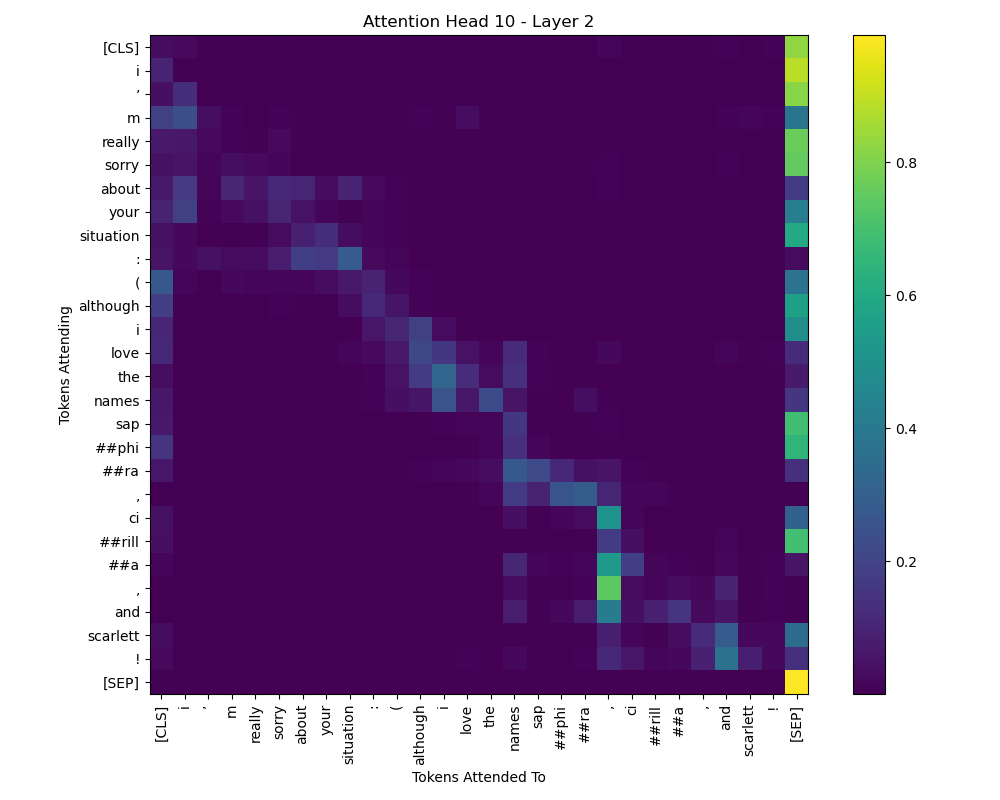 Attention Head 10 - Layer 2
[CLS]
i
’
m
really
sorry
about
your
situation
:
(
although
i
love
the
names
sap
##phi
##ra
,
ci
##rill
##a
,
and
scarlett
!
[SEP]
Tokens Attending
[CLS]
i
’
m
really
sorry
about
your
situation
:
(
although
i
love
the
names
sap
##phi
##ra
,
ci
##rill
##a
,
and
scarlett
!
[SEP]
Tokens Attended To
0.8
0.6
0.4
0.2